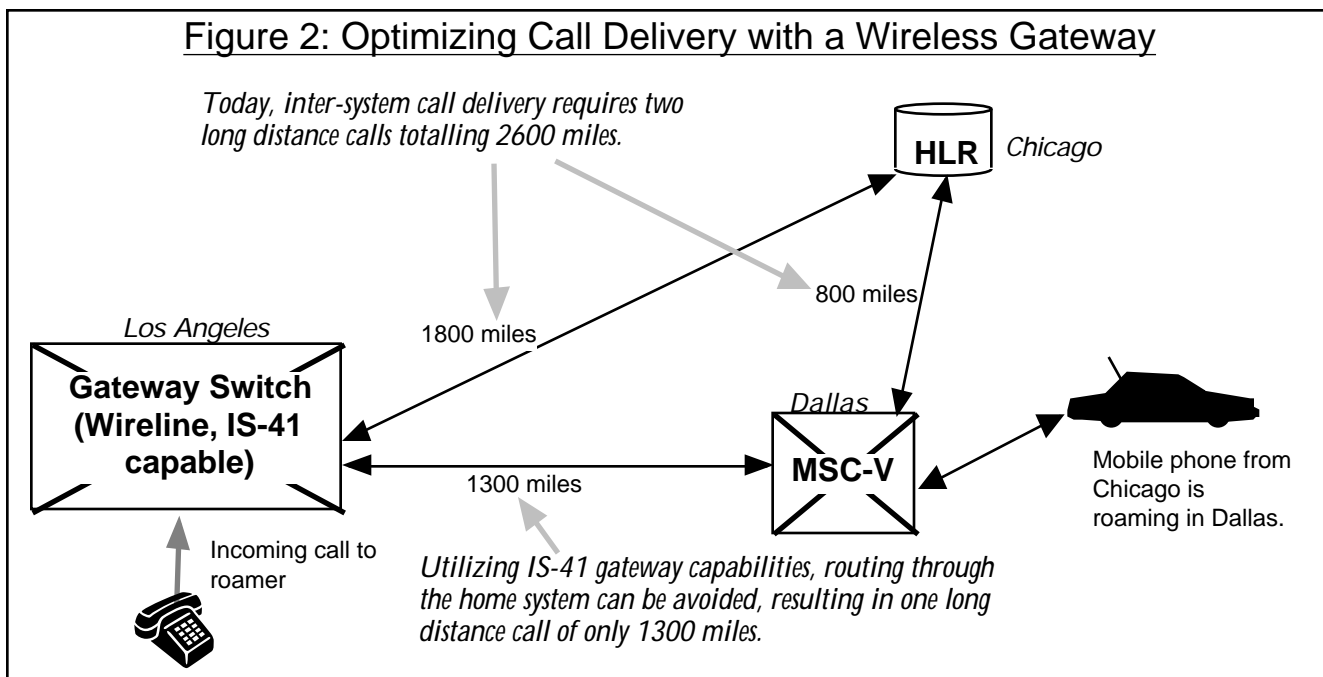 Figure 2: Optimizing Call Delivery with a Wireless Gateway
Today, inter-system call delivery requires two
long distance calls totalling 2600 miles.
HLR
Chicago
800 miles
1800 miles
Los Angeles
Gateway Switch
(Wireline, IS-41
capable)
Dallas
MSC-V
1300 miles
Mobile phone from
Chicago is
roaming in Dallas.
Incoming call to
roamer
Utilizing IS-41 gateway capabilities, routing through
the home system can be avoided, resulting in one long
distance call of only 1300 miles.